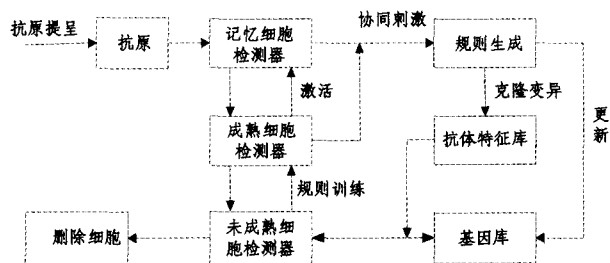 抗原提呈
抗原
记忆细胞
检测器
协同刺激
规则生成
激活
克隆变异
更
新
成熟细胞
检测器
抗体特征库
规则训练
删除细胞
未成熟细
胞检测器
基因库